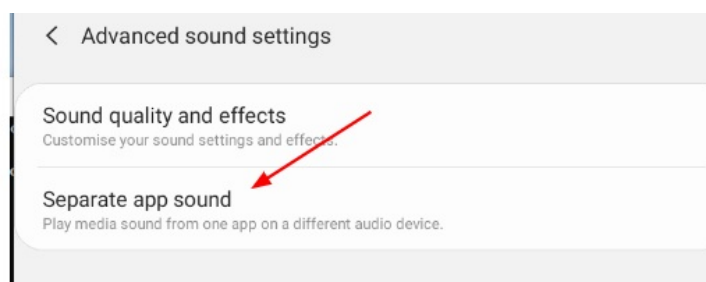 Advanced sound settings
Sound quality and effects
Customise your sound settings and effects.
Separate app sound
Play media sound from one app on a different audio device.